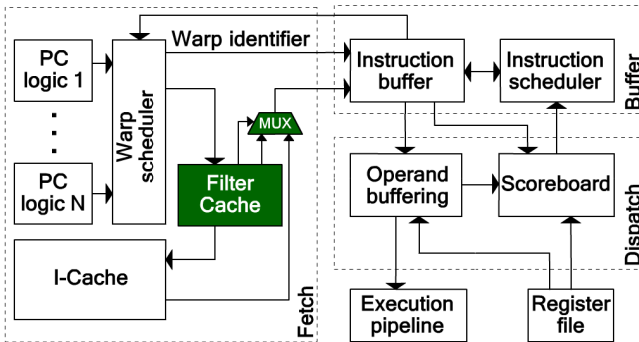 PC
logic 1
PC
logic N
Warp
scheduler
Warp identifier
MUX
Filter
Cache
I-Cache
Fetch
Instruction
buffer
Instruction
scheduler
Buffer
Operand
buffering
Scoreboard
Dispatch
Execution
pipeline
Register
file